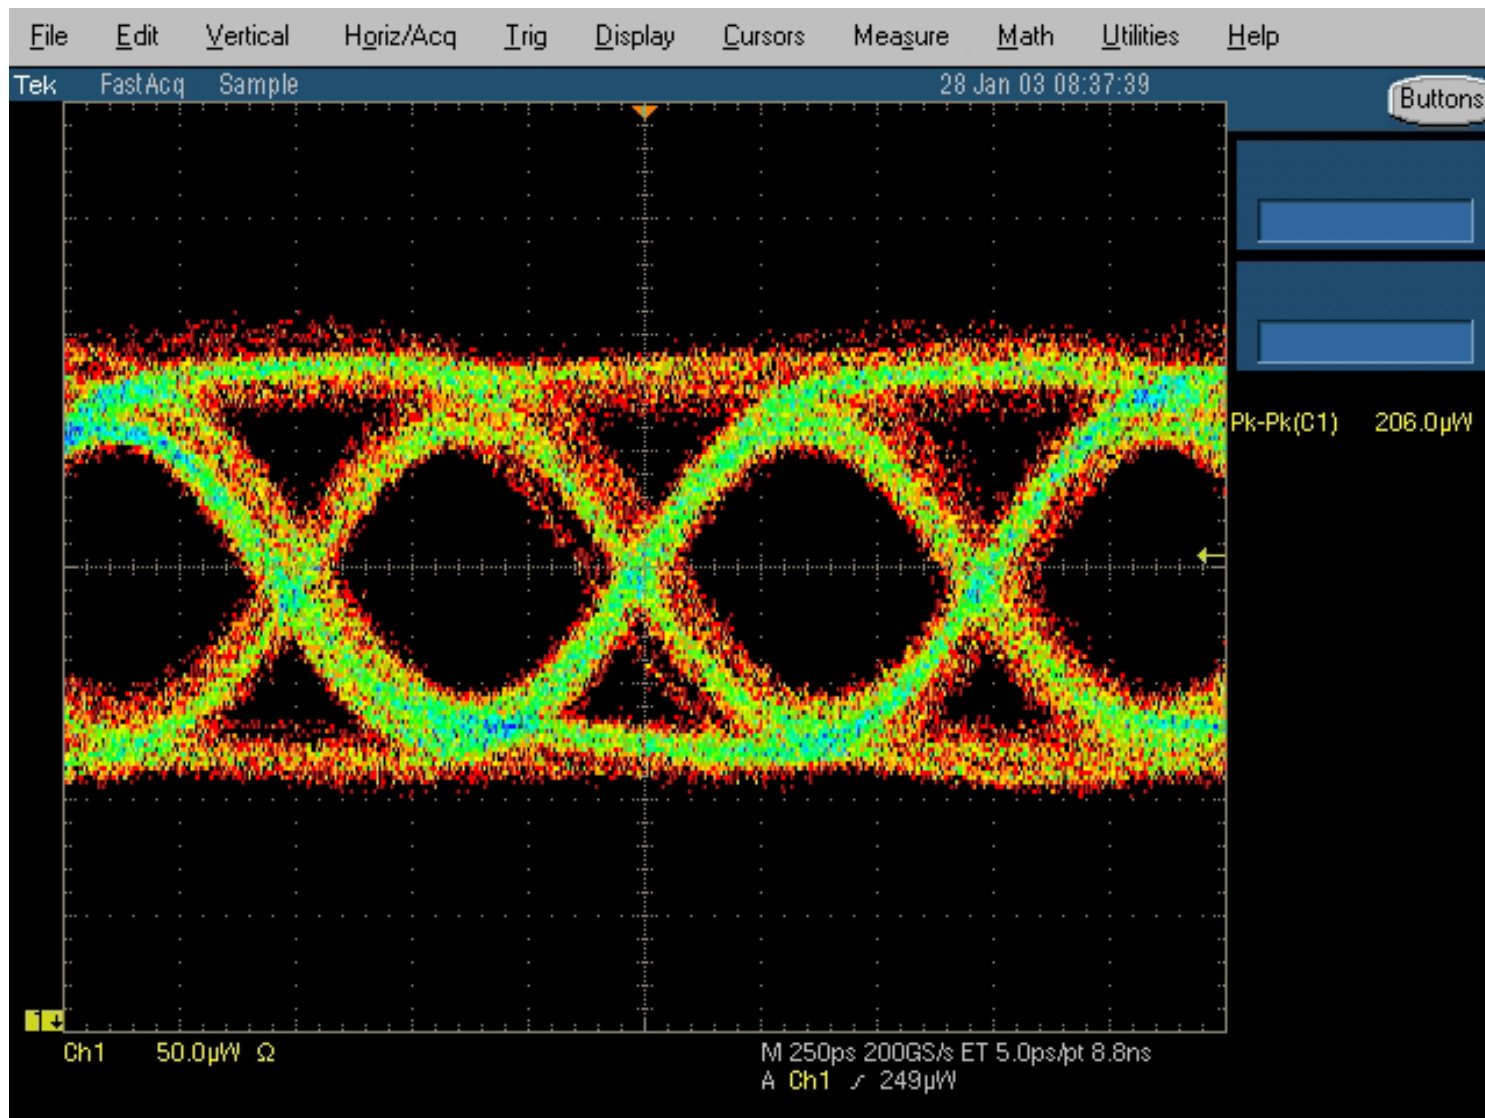 File Edit Vertical Horiz/Acq Trig Display Cursors Measure Math Utilities Help
Tek FastAcq Sample 28 Jan 03 08:37:39 Buttons
Pk-Pk(C1) 206.0µW
1
Ch1 50.0µW Ω M 250ps 200GS/s ET 5.0ps/pt 8.8ns
A Ch1 249µW